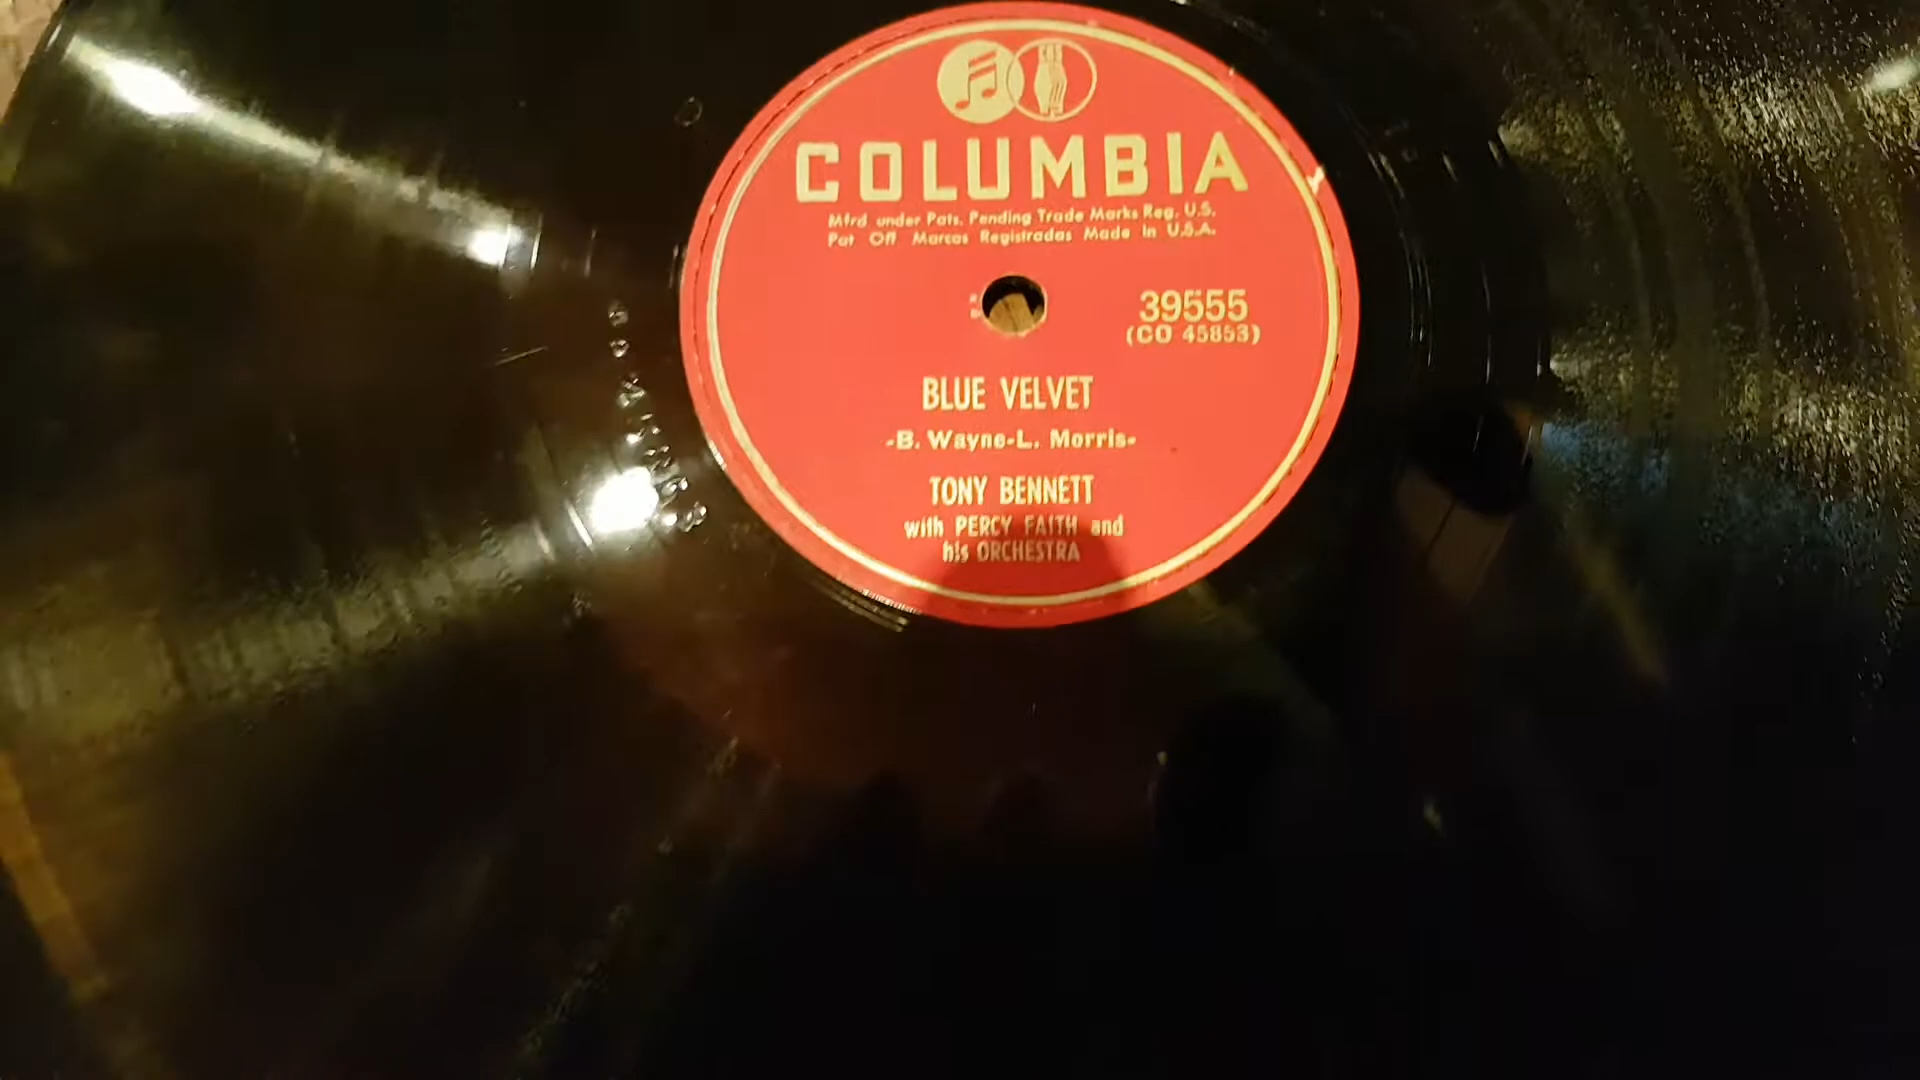 CBS
COLUMBIA
Mfrd under Pats. Pending Trade Marks Reg. U.S.
Pat Off Marcas Registradas Made in U.S.A.
39555
(CO 45853)
BLUE VELVET
-B. Wayne-L. Morris-
TONY BENNETT
with PERCY FAITH and
his ORCHESTRA